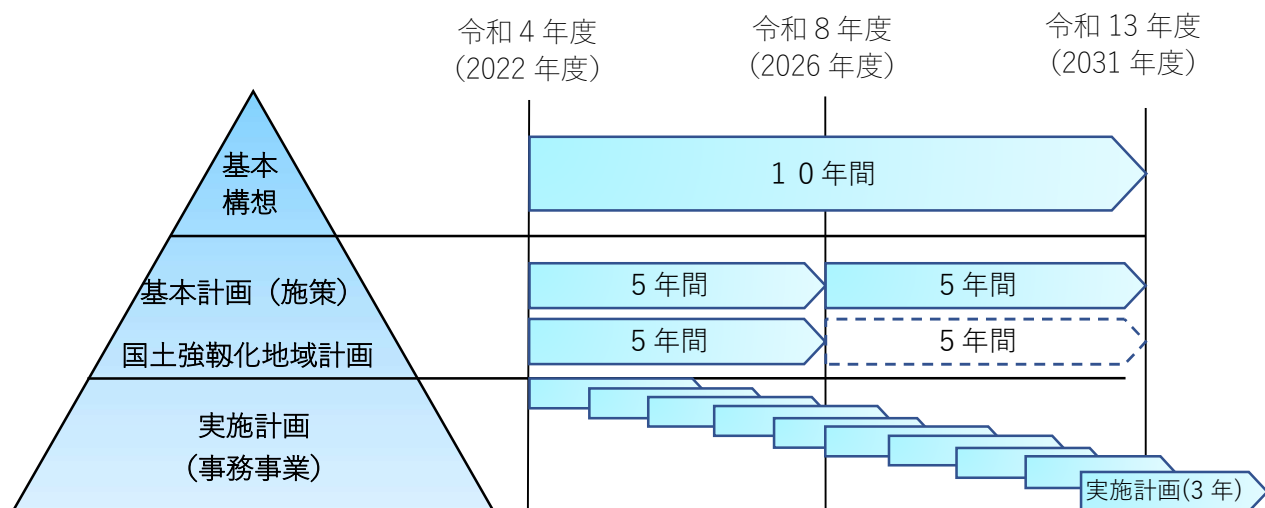 令和４年度
（2022 年度）
令和８年度
（2026 年度）
令和 13 年度
（2031 年度）
基本
構想
１０年間
基本計画（施策）
５年間
５年間
国土強靱化地域計画
５年間
５年間
実施計画
（事務事業）
実施計画(３年)